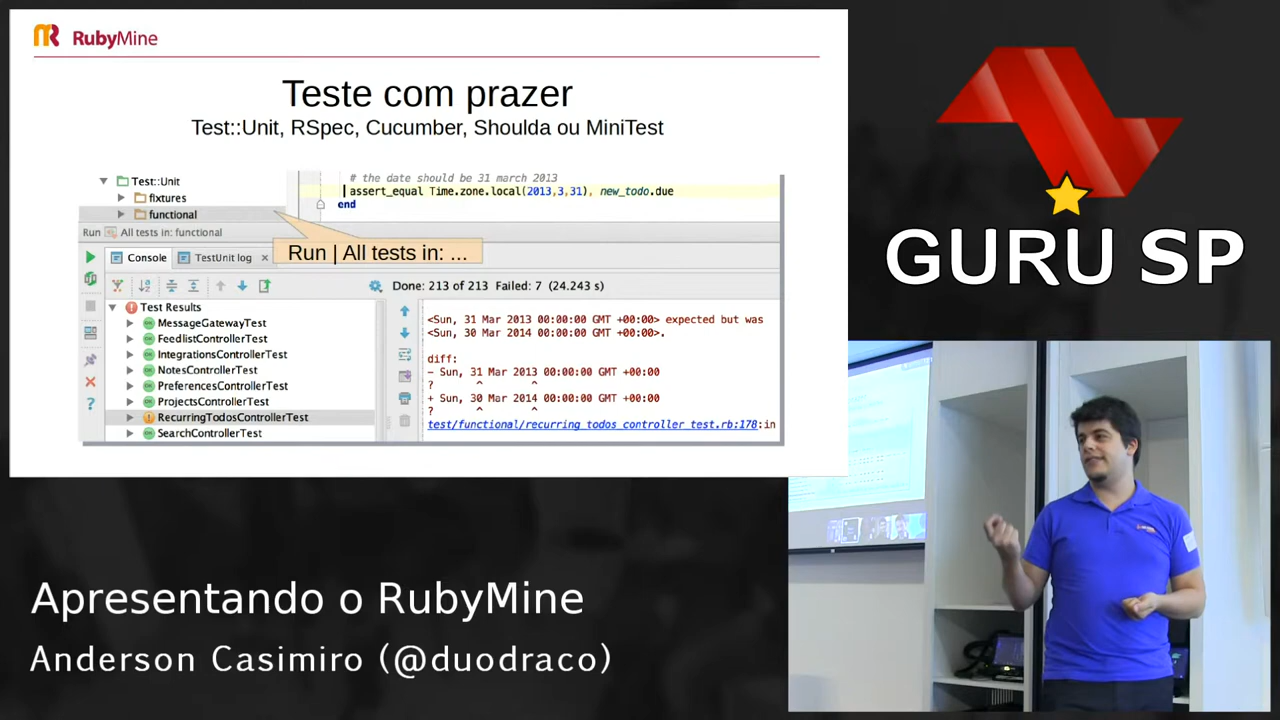 RubyMine
Teste com prazer
Test::Unit, RSpec, Cucumber, Shoulda ou MiniTest
Test::Unit
fixtures
functional
# the date should be 31 march 2013
assert_equal Time.zone.local(2013,3,31), new_todo.due
end
Run All tests in: functional
Run | All tests in: ...
Console
TestUnit log
Done: 213 of 213 Failed: 7 (24.243 s)
Test Results
MessageGatewayTest
FeedlistControllerTest
IntegrationsControllerTest
NotesControllerTest
PreferencesControllerTest
ProjectsControllerTest
RecurringTodosControllerTest
SearchControllerTest
<Sun, 31 Mar 2013 00:00:00 GMT +00:00> expected but was
<Sun, 30 Mar 2014 00:00:00 GMT +00:00>.
diff:
- Sun, 31 Mar 2013 00:00:00 GMT +00:00
? ^ ^
+ Sun, 30 Mar 2014 00:00:00 GMT +00:00
? ^ ^
test/functional/recurring_todos_controller_test.rb:178:in
GURU SP
Apresentando o RubyMine
Anderson Casimiro (@duodraco)